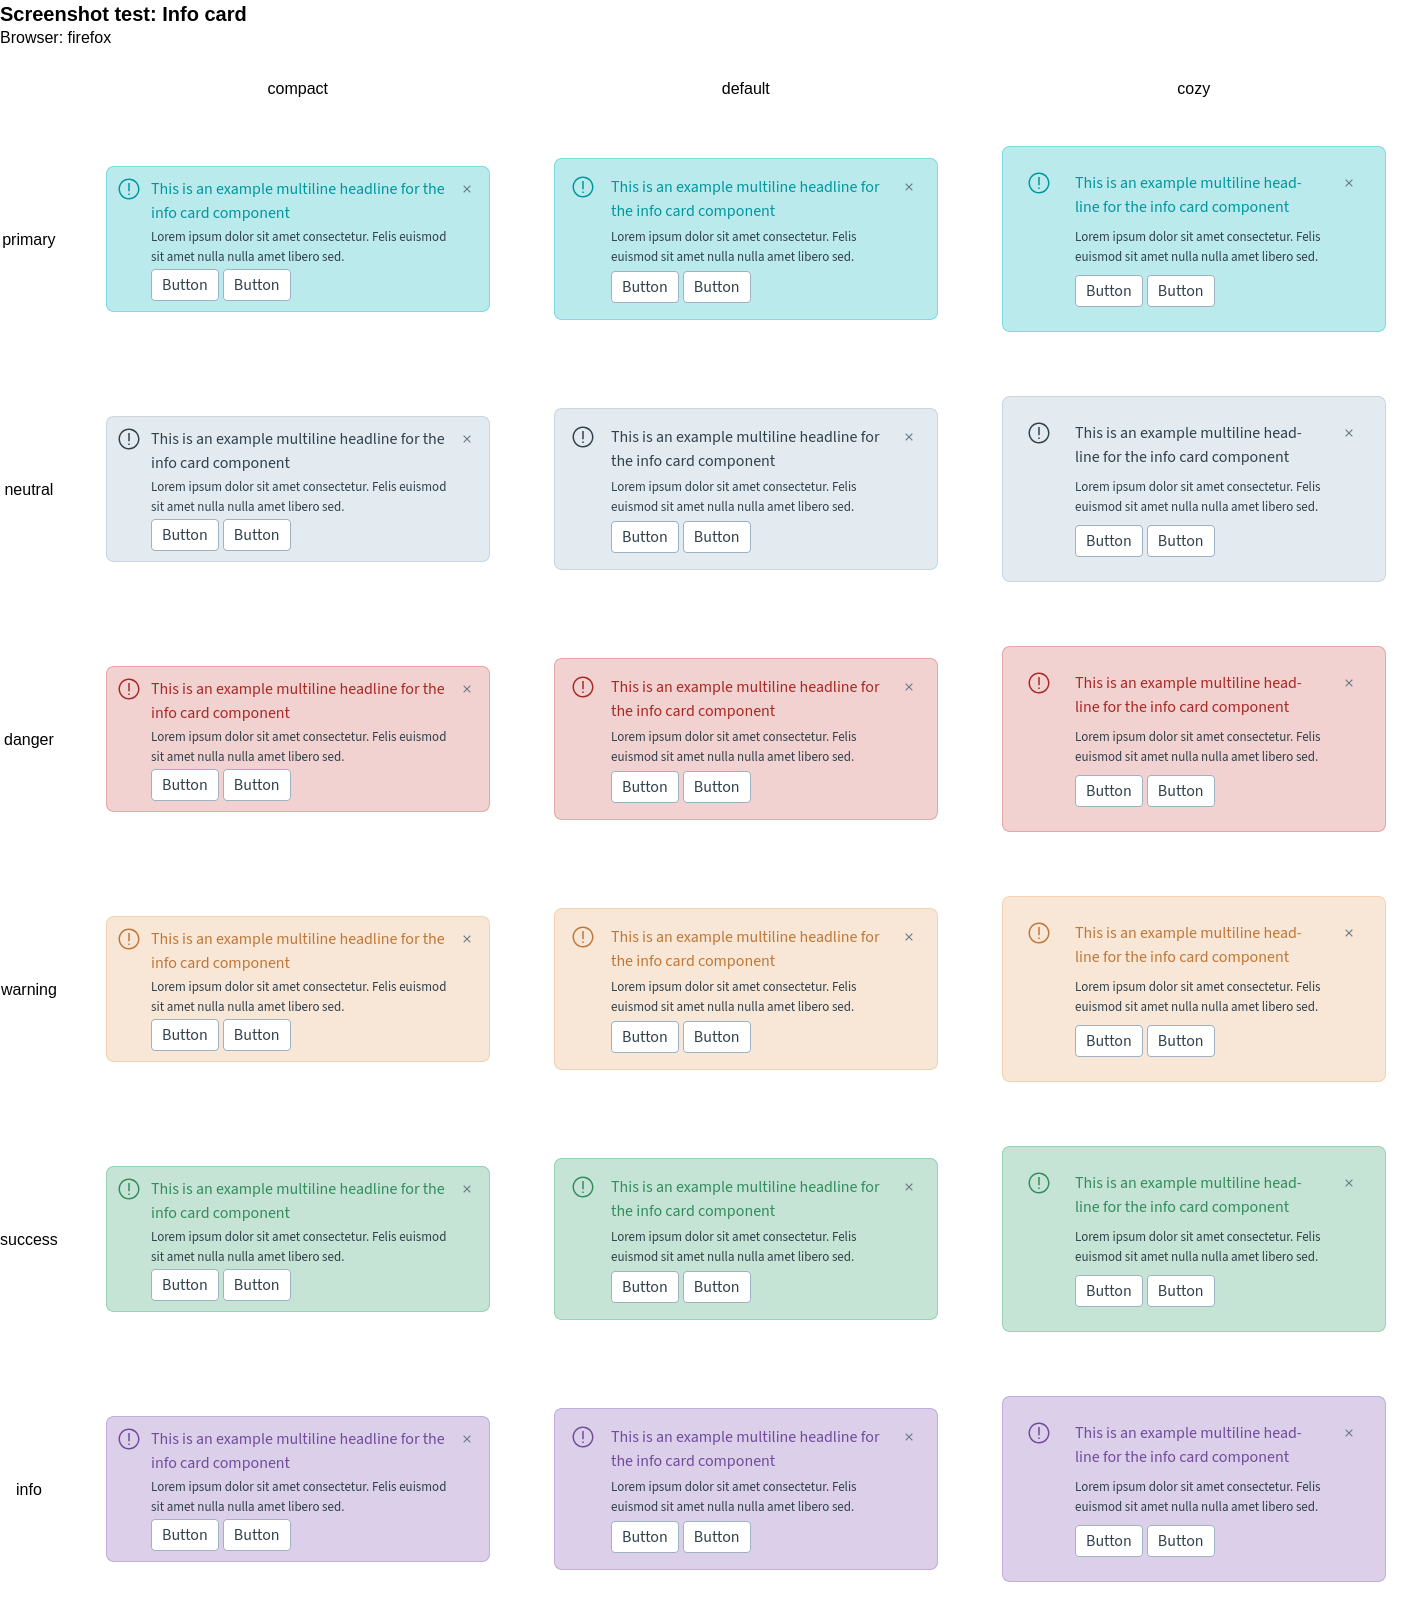 Screenshot test: Info card
Browser: firefox
compact default cozy
primary
This is an example multiline headline for the
info card component
Lorem ipsum dolor sit amet consectetur. Felis euismod
sit amet nulla nulla amet libero sed.
Button Button
This is an example multiline headline for
the info card component
Lorem ipsum dolor sit amet consectetur. Felis
euismod sit amet nulla nulla amet libero sed.
Button Button
This is an example multiline head-
line for the info card component
Lorem ipsum dolor sit amet consectetur. Felis
euismod sit amet nulla nulla amet libero sed.
Button Button
neutral
This is an example multiline headline for the
info card component
Lorem ipsum dolor sit amet consectetur. Felis euismod
sit amet nulla nulla amet libero sed.
Button Button
This is an example multiline headline for
the info card component
Lorem ipsum dolor sit amet consectetur. Felis
euismod sit amet nulla nulla amet libero sed.
Button Button
This is an example multiline head-
line for the info card component
Lorem ipsum dolor sit amet consectetur. Felis
euismod sit amet nulla nulla amet libero sed.
Button Button
danger
This is an example multiline headline for the
info card component
Lorem ipsum dolor sit amet consectetur. Felis euismod
sit amet nulla nulla amet libero sed.
Button Button
This is an example multiline headline for
the info card component
Lorem ipsum dolor sit amet consectetur. Felis
euismod sit amet nulla nulla amet libero sed.
Button Button
This is an example multiline head-
line for the info card component
Lorem ipsum dolor sit amet consectetur. Felis
euismod sit amet nulla nulla amet libero sed.
Button Button
warning
This is an example multiline headline for the
info card component
Lorem ipsum dolor sit amet consectetur. Felis euismod
sit amet nulla nulla amet libero sed.
Button Button
This is an example multiline headline for
the info card component
Lorem ipsum dolor sit amet consectetur. Felis
euismod sit amet nulla nulla amet libero sed.
Button Button
This is an example multiline head-
line for the info card component
Lorem ipsum dolor sit amet consectetur. Felis
euismod sit amet nulla nulla amet libero sed.
Button Button
success
This is an example multiline headline for the
info card component
Lorem ipsum dolor sit amet consectetur. Felis euismod
sit amet nulla nulla amet libero sed.
Button Button
This is an example multiline headline for
the info card component
Lorem ipsum dolor sit amet consectetur. Felis
euismod sit amet nulla nulla amet libero sed.
Button Button
This is an example multiline head-
line for the info card component
Lorem ipsum dolor sit amet consectetur. Felis
euismod sit amet nulla nulla amet libero sed.
Button Button
info
This is an example multiline headline for the
info card component
Lorem ipsum dolor sit amet consectetur. Felis euismod
sit amet nulla nulla amet libero sed.
Button Button
This is an example multiline headline for
the info card component
Lorem ipsum dolor sit amet consectetur. Felis
euismod sit amet nulla nulla amet libero sed.
Button Button
This is an example multiline head-
line for the info card component
Lorem ipsum dolor sit amet consectetur. Felis
euismod sit amet nulla nulla amet libero sed.
Button Button